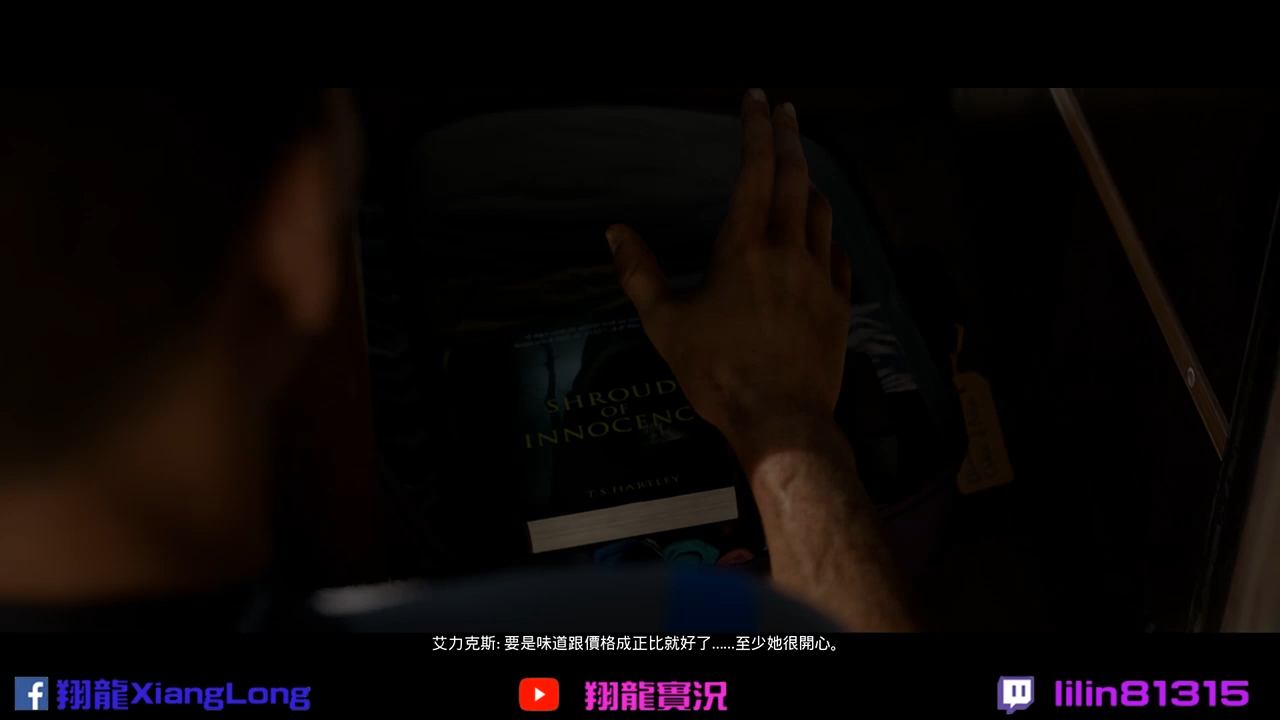 SHROUD
OF
INNOCENC
T.S. HARTLEY
艾力克斯: 要是味道跟價格成正比就好了......至少她很開心。
翔龍XiangLong
翔龍實況
lilin81315